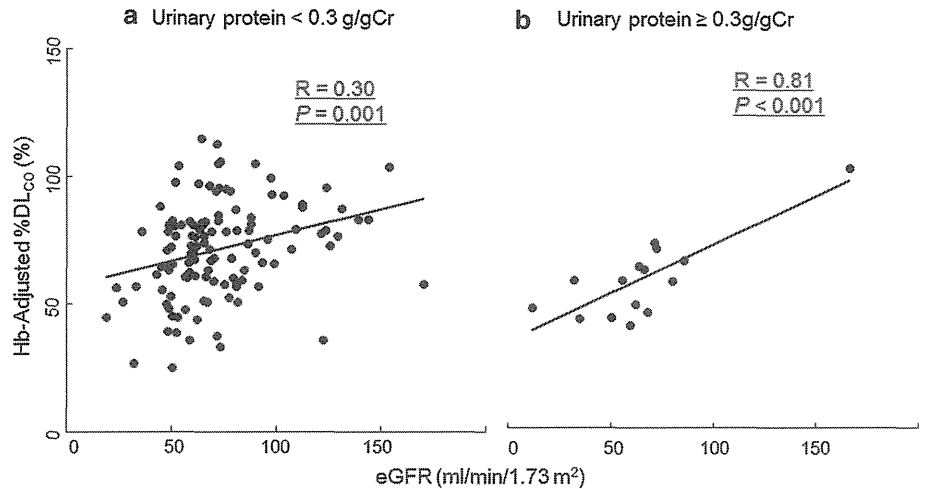 a Urinary protein < 0.3 g/gCr
b Urinary protein ≥ 0.3g/gCr
R = 0.30
P = 0.001
R = 0.81
P < 0.001
Hb-Adjusted %DLCO (%)
150
100
50
0
0 50 100 150
0 50 100 150
eGFR (ml/min/1.73 m²)